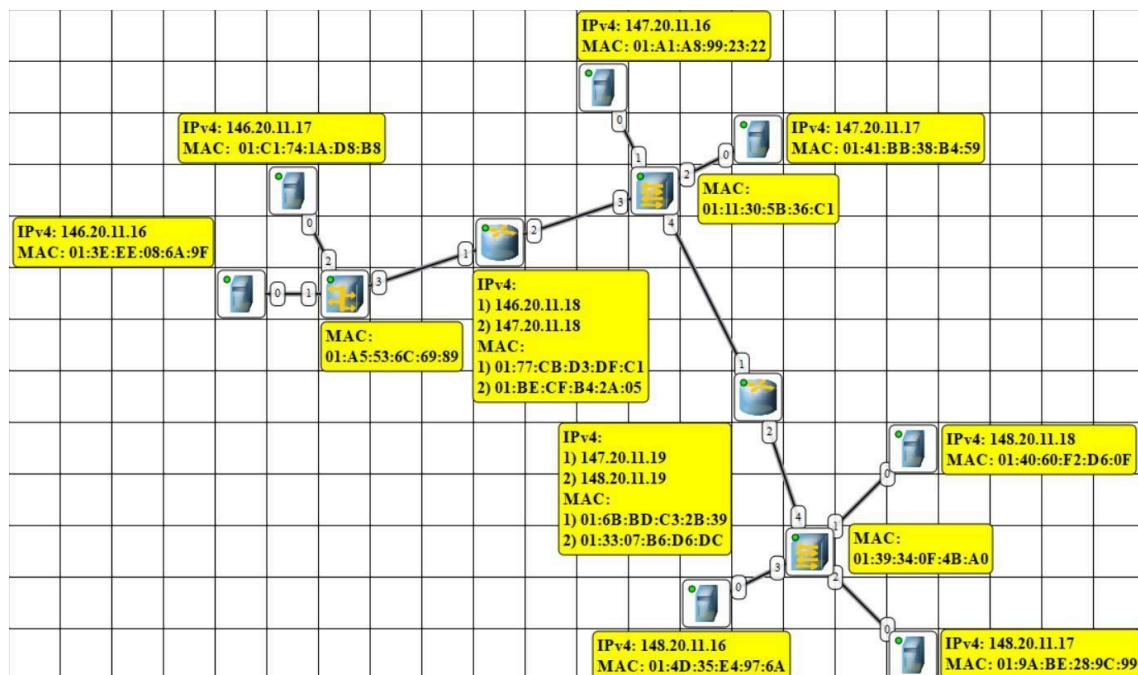 IPv4: 147.20.11.16
MAC: 01:A1:A8:99:23:22
0
1
IPv4: 146.20.11.17
MAC: 01:C1:74:1A:D8:B8
0
2
IPv4: 147.20.11.17
MAC: 01:41:BB:38:B4:59
0
2
MAC:
01:11:30:5B:36:C1
3
4
2
1
IPv4: 146.20.11.16
MAC: 01:3E:EE:08:6A:9F
0
1
3
MAC:
01:A5:53:6C:69:89
IPv4:
1) 146.20.11.18
2) 147.20.11.18
MAC:
1) 01:77:CB:D3:DF:C1
2) 01:BE:CF:B4:2A:05
1
2
IPv4:
1) 147.20.11.19
2) 148.20.11.19
MAC:
1) 01:6B:BD:C3:2B:39
2) 01:33:07:B6:D6:DC
IPv4: 148.20.11.18
MAC: 01:40:60:F2:D6:0F
0
4
1
MAC:
01:39:34:0F:4B:A0
3
2
0
0
IPv4: 148.20.11.16
MAC: 01:4D:35:E4:97:6A
IPv4: 148.20.11.17
MAC: 01:9A:BE:28:9C:99